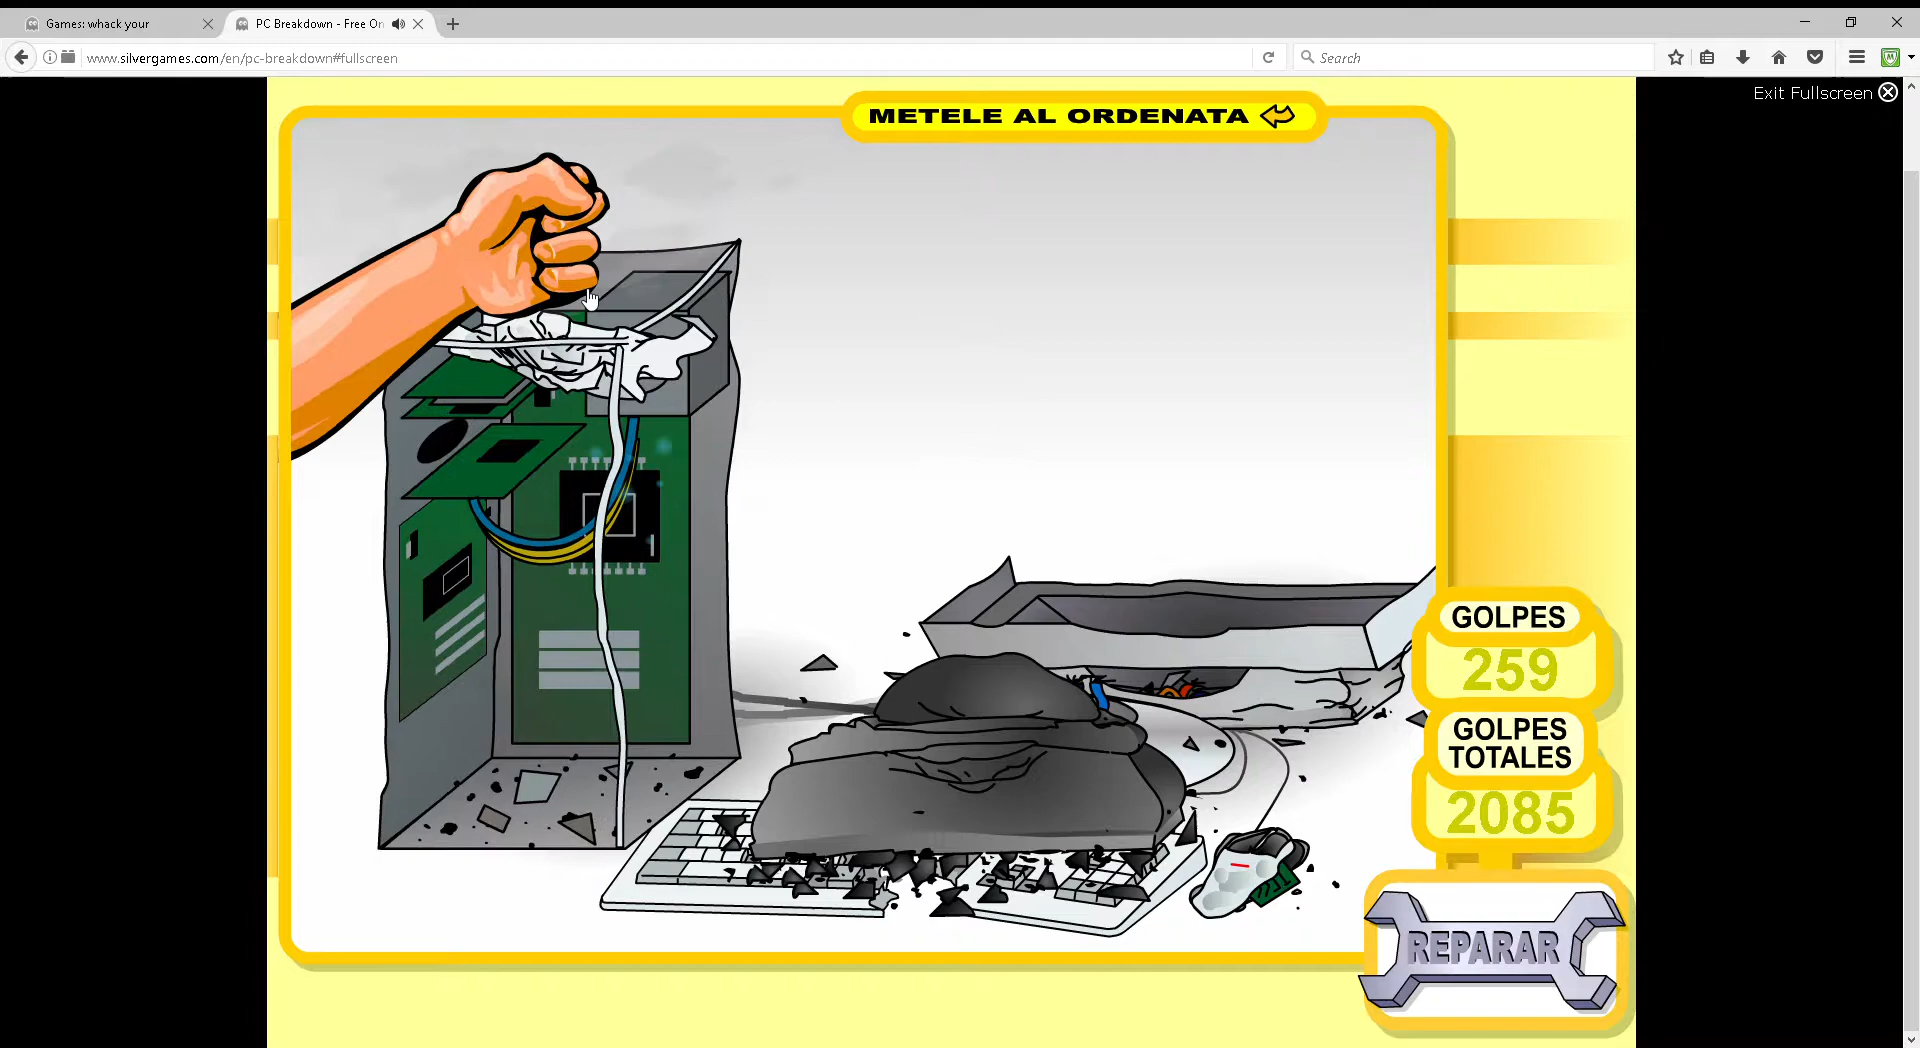 Games: whack your
PC Breakdown - Free On
www.silvergames.com/en/pc-breakdown#fullscreen
Search
Exit Fullscreen
METELE AL ORDENATA
GOLPES
259
GOLPES
TOTALES
2085
REPARAR